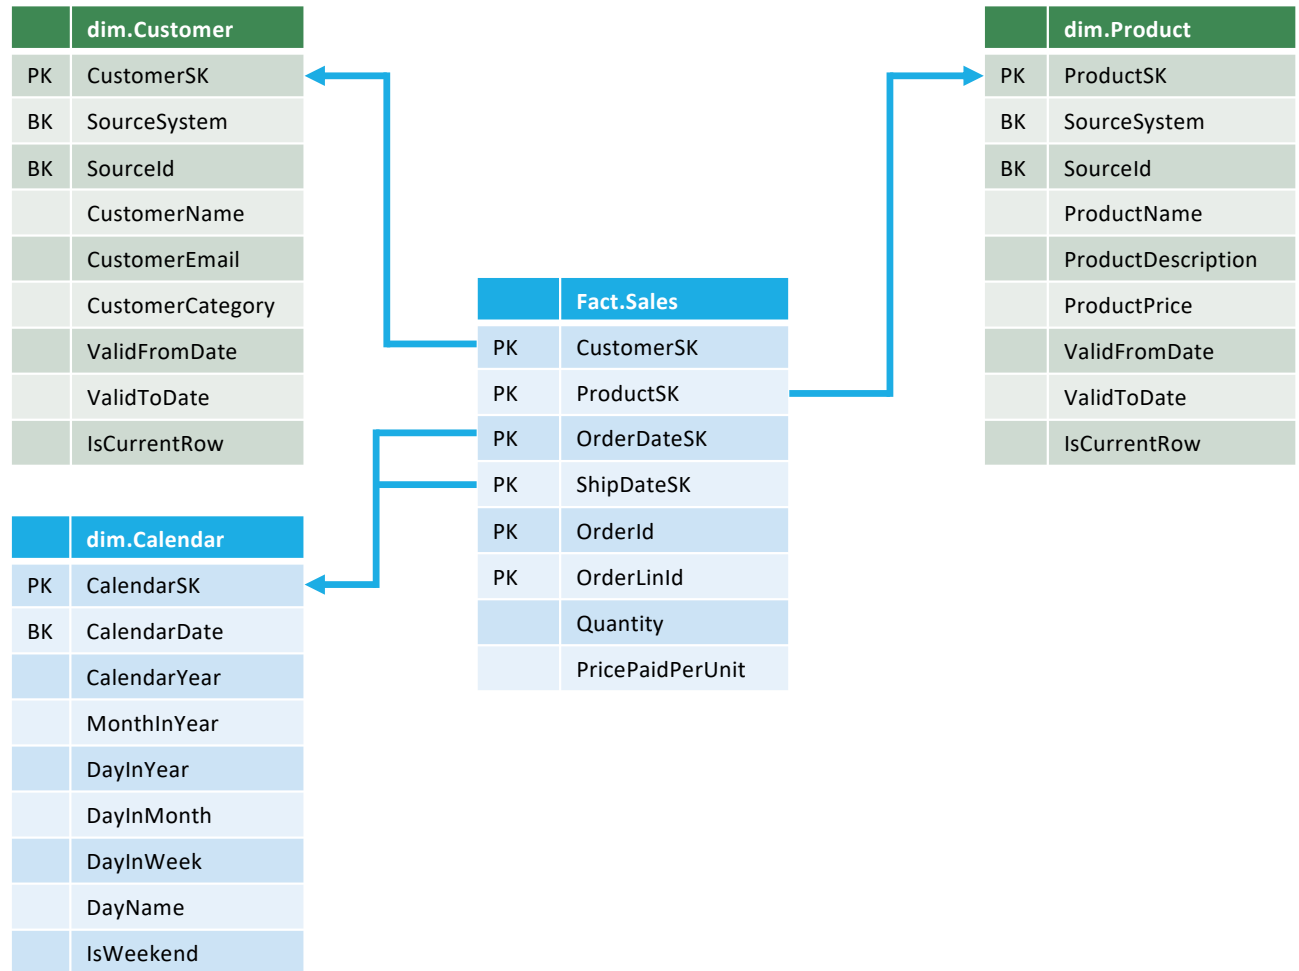 dim.Customer
PK CustomerSK
BK SourceSystem
BK SourceId
CustomerName
CustomerEmail
CustomerCategory
ValidFromDate
ValidToDate
IsCurrentRow
dim.Calendar
PK CalendarSK
BK CalendarDate
CalendarYear
MonthInYear
DayInYear
DayInMonth
DayInWeek
DayName
IsWeekend
Fact.Sales
PK CustomerSK
PK ProductSK
PK OrderDateSK
PK ShipDateSK
PK OrderId
PK OrderLinId
Quantity
PricePaidPerUnit
dim.Product
PK ProductSK
BK SourceSystem
BK SourceId
ProductName
ProductDescription
ProductPrice
ValidFromDate
ValidToDate
IsCurrentRow